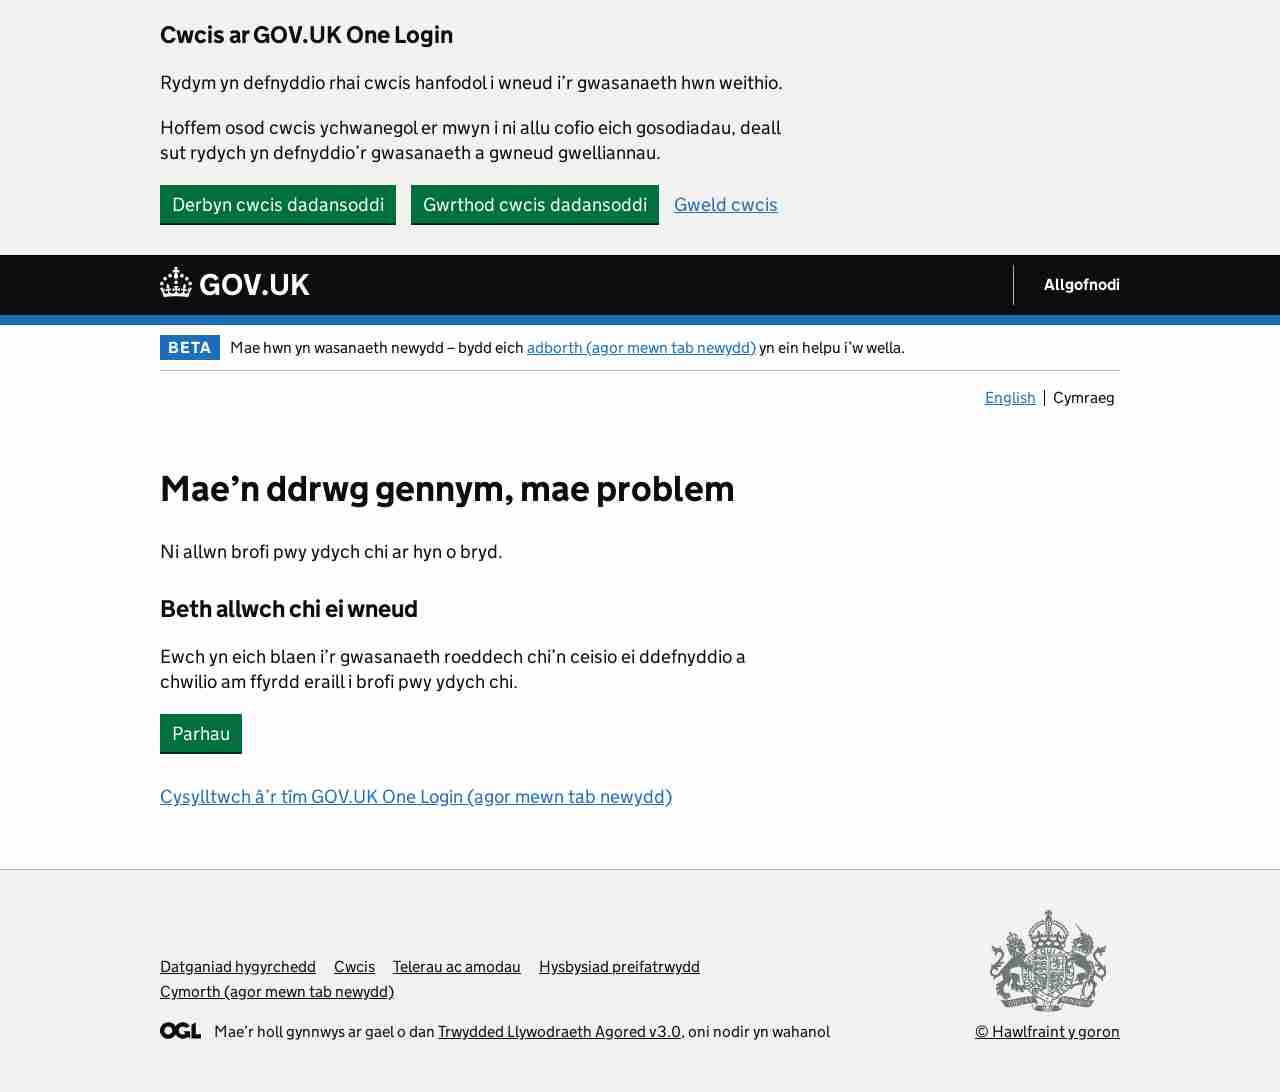 Cwcis ar GOV.UK One Login
Rydym yn defnyddio rhai cwcis hanfodol i wneud i’r gwasanaeth hwn weithio.
Hoffem osod cwcis ychwanegol er mwyn i ni allu cofio eich gosodiadau, deall
sut rydych yn defnyddio’r gwasanaeth a gwneud gwelliannau.
Derbyn cwcis dadansoddi Gwrthod cwcis dadansoddi Gweld cwcis
GOV.UK Allgofnodi
BETA Mae hwn yn wasanaeth newydd – bydd eich adborth (agor mewn tab newydd) yn ein helpu i’w wella.
English Cymraeg
Mae’n ddrwg gennym, mae problem
Ni allwn brofi pwy ydych chi ar hyn o bryd.
Beth allwch chi ei wneud
Ewch yn eich blaen i’r gwasanaeth roeddech chi’n ceisio ei ddefnyddio a
chwilio am ffyrdd eraill i brofi pwy ydych chi.
Parhau
Cysylltwch â’r tîm GOV.UK One Login (agor mewn tab newydd)
Datganiad hygyrchedd Cwcis Telerau ac amodau Hysbysiad preifatrwydd
Cymorth (agor mewn tab newydd)
OGL Mae’r holl gynnwys ar gael o dan Trwydded Llywodraeth Agored v3.0, oni nodir yn wahanol
© Hawlfraint y goron